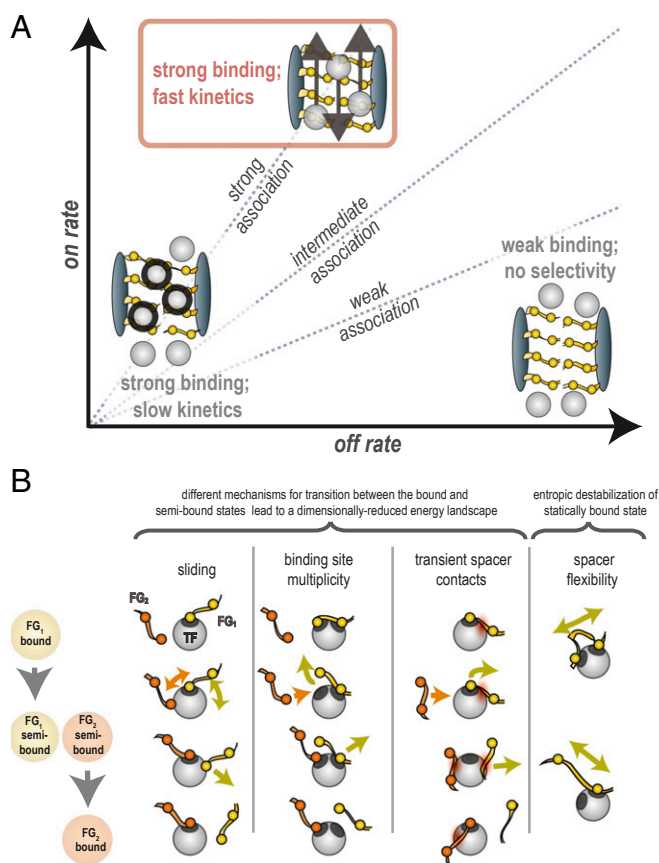 A
on rate
strong binding;
fast kinetics
strong
association
intermediate
association
weak
association
weak binding;
no selectivity
strong binding;
slow kinetics
off rate
B
different mechanisms for transition between the bound and
semi-bound states lead to a dimensionally-reduced energy landscape
entropic destabilization of
statically bound state
sliding
binding site
multiplicity
transient spacer
contacts
spacer
flexibility
FG₂
FG₁
TF
FG₁
bound
FG₁
semi-
bound
FG₂
semi-
bound
FG₂
bound